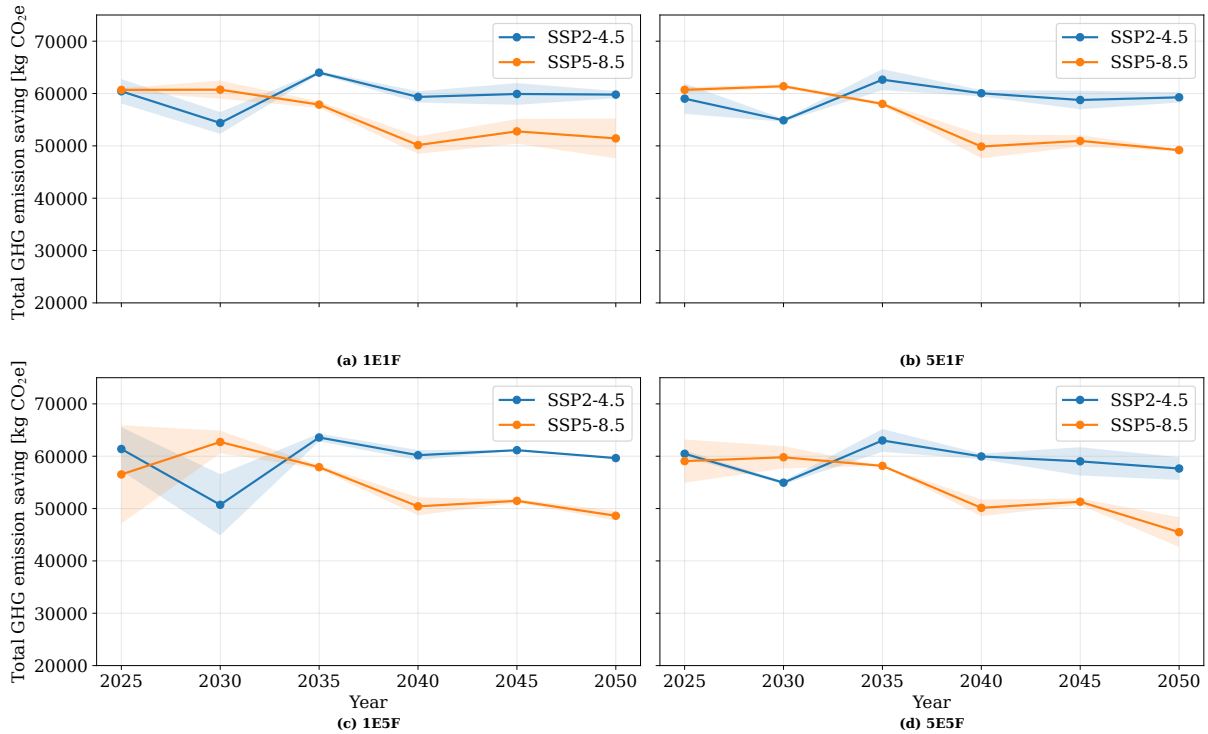 Total GHG emission saving [kg CO₂e
70000
60000
50000
40000
30000
20000
SSP2-4.5
SSP5-8.5
(a) 1E1F
SSP2-4.5
SSP5-8.5
(b) 5E1F
Total GHG emission saving [kg CO₂e]
70000
60000
50000
40000
30000
20000
SSP2-4.5
SSP5-8.5
2025 2030 2035 2040 2045 2050
Year
(c) 1E5F
SSP2-4.5
SSP5-8.5
2025 2030 2035 2040 2045 2050
Year
(d) 5E5F